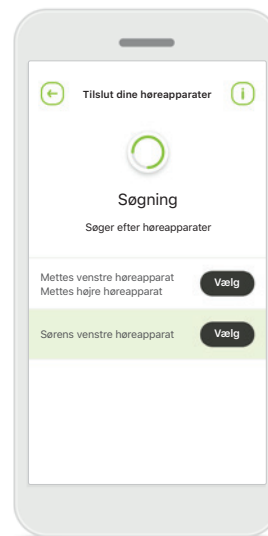 Tilslut dine høreapparater
Søgning
Søger efter høreapparater
Mettes venstre høreapparat
Mettes højre høreapparat
Vælg
Sørens venstre høreapparat
Vælg